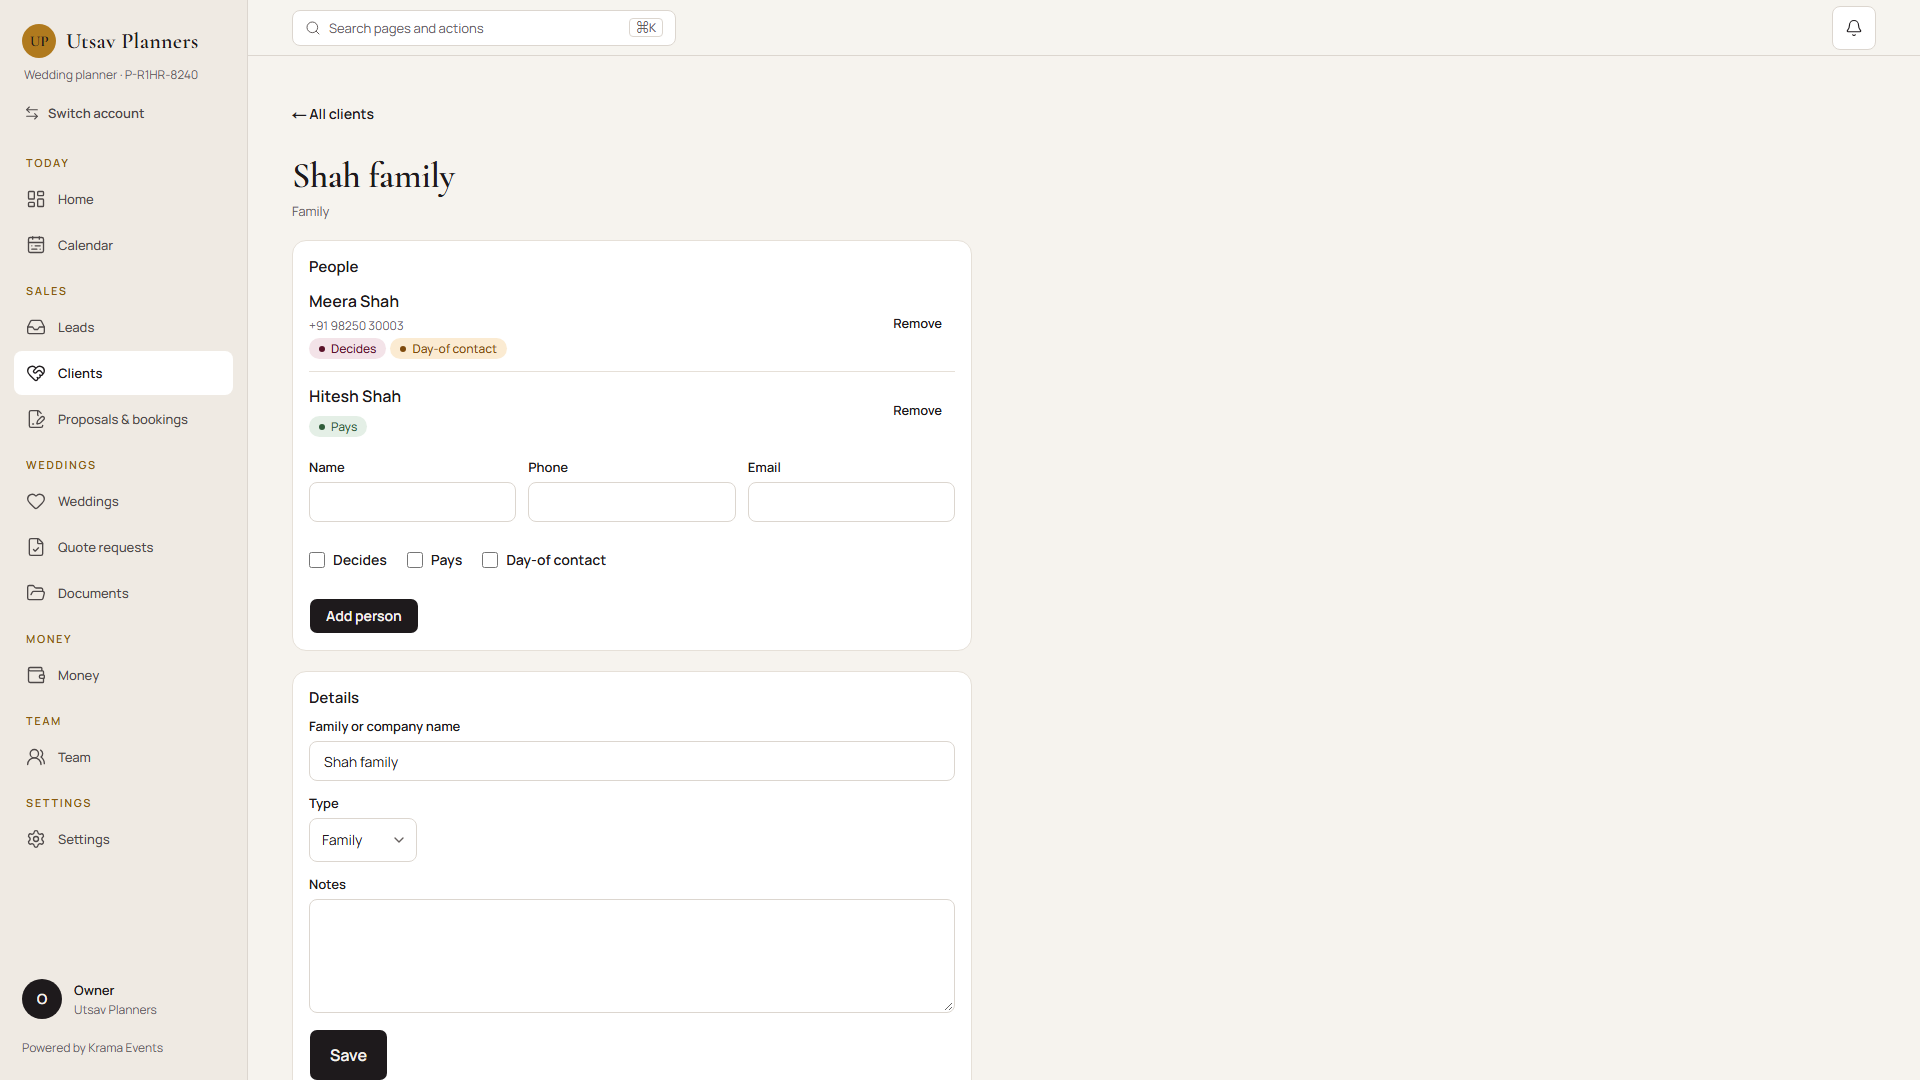 UP
Utsav Planners
Wedding planner · P-R1HR-8240
Switch account
TODAY
Home
Calendar
SALES
Leads
Clients
Proposals & bookings
WEDDINGS
Weddings
Quote requests
Documents
MONEY
Money
TEAM
Team
SETTINGS
Settings
O
Owner
Utsav Planners
Powered by Krama Events
Search pages and actions ⌘K
← All clients
Shah family
Family
People
Meera Shah
+91 98250 30003
Decides Day-of contact
Remove
Hitesh Shah
Pays
Remove
Name Phone Email
Decides Pays Day-of contact
Add person
Details
Family or company name
Shah family
Type
Family
Notes
Save